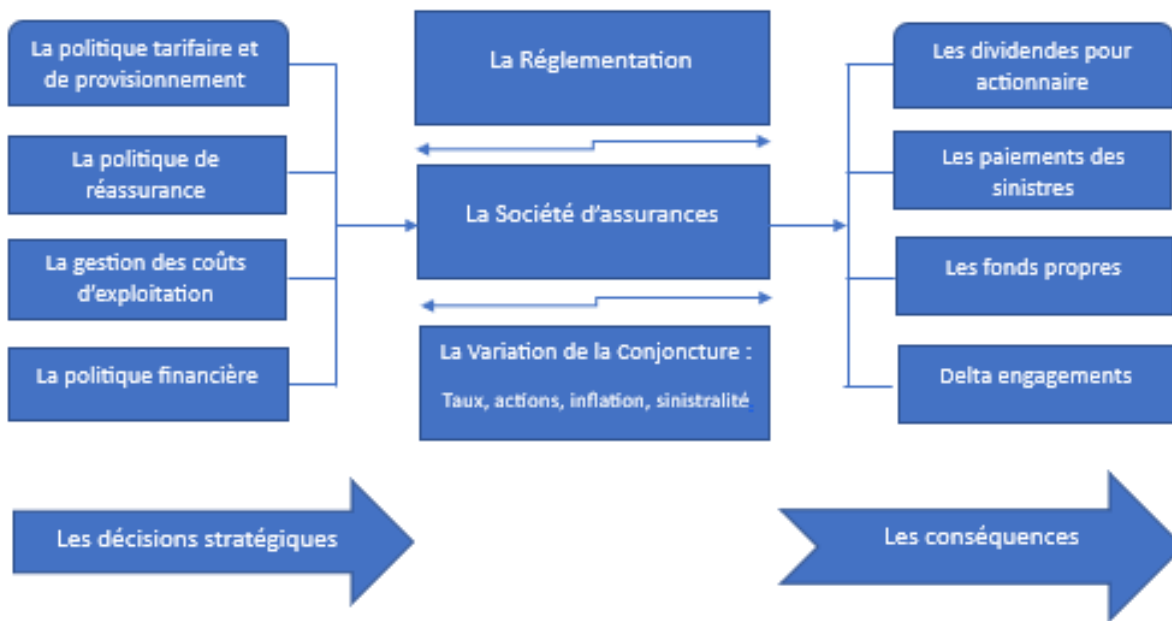 La politique tarifaire et
de provisionnement
La politique de
réassurance
La gestion des coûts
d'exploitation
La politique financière
La Réglementation
La Société d'assurances
La Variation de la Conjoncture :
Taux, actions, inflation, sinistralité
Les dividendes pour
actionnaire
Les paiements des
sinistres
Les fonds propres
Delta engagements
Les décisions stratégiques
Les conséquences